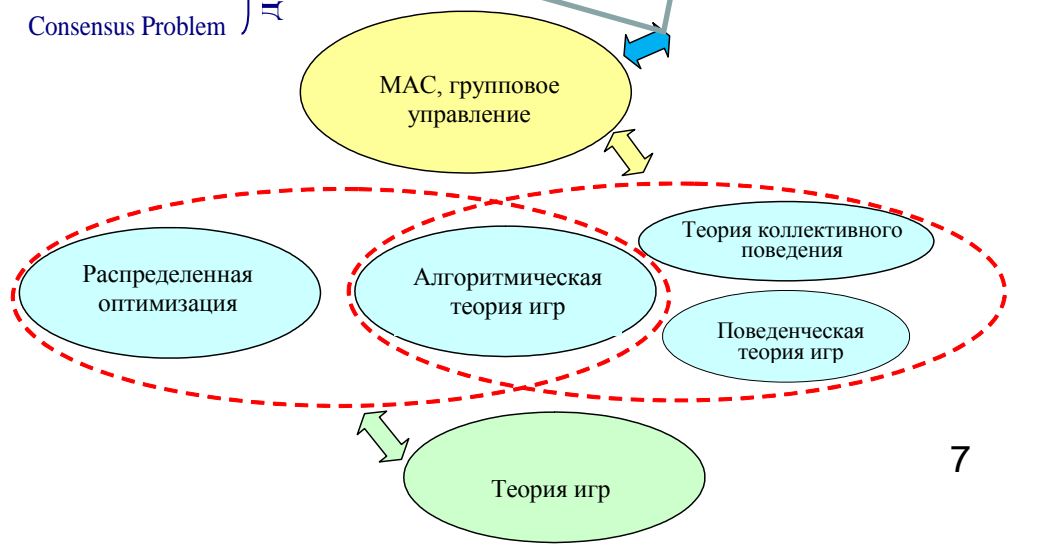 Consensus Problem
МАС, групповое
управление
Распределенная
оптимизация
Алгоритмическая
теория игр
Теория коллективного
поведения
Поведенческая
теория игр
Теория игр
7